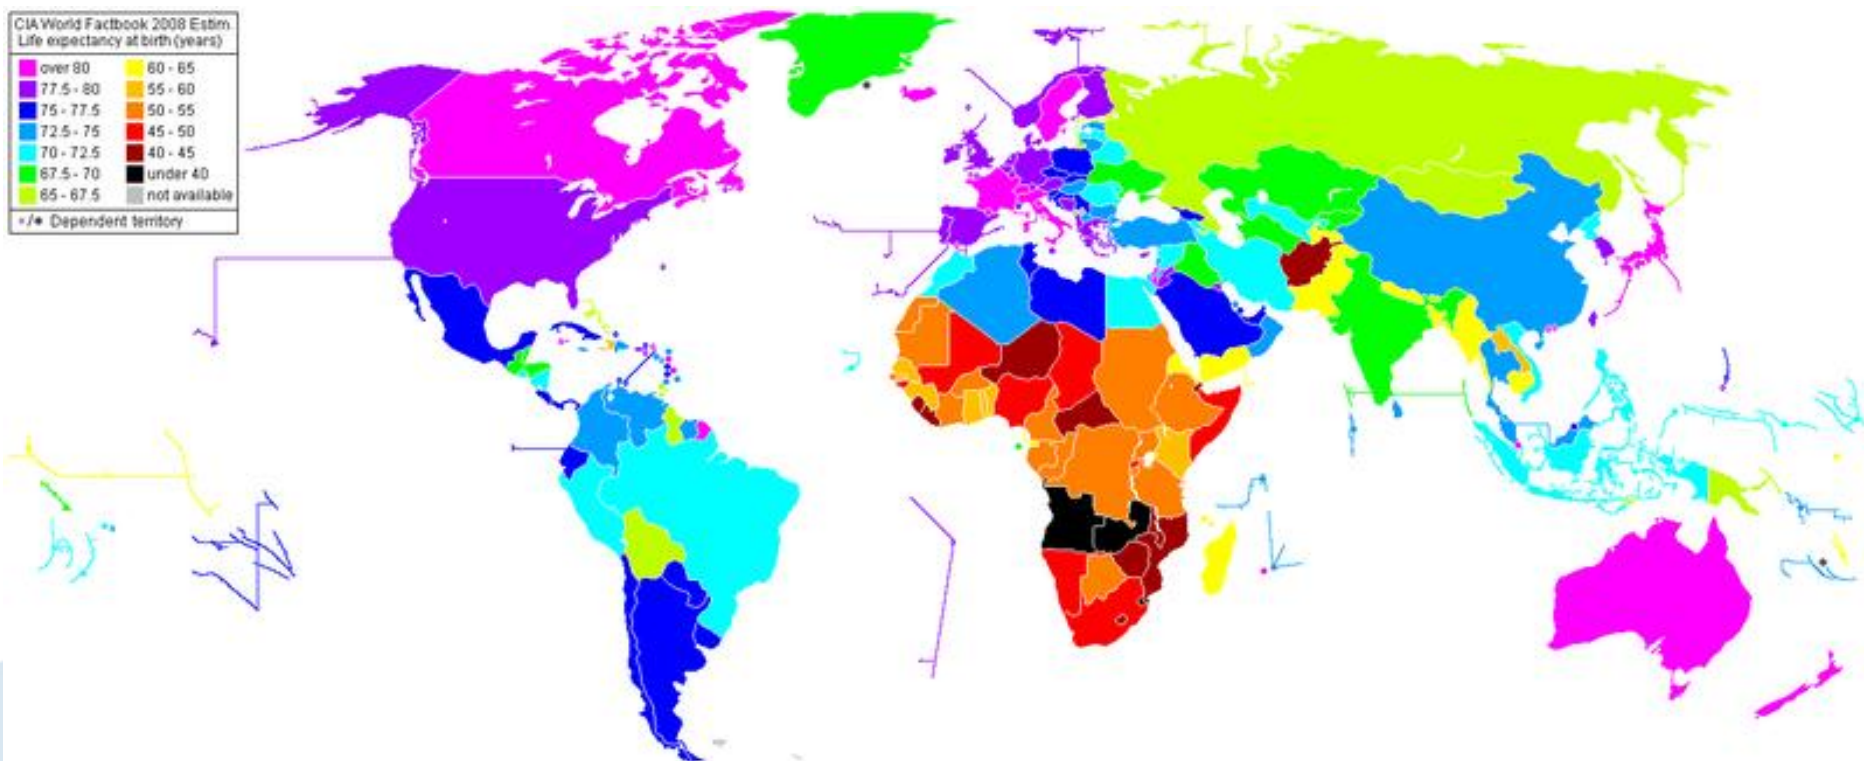 CIA World Factbook 2008 Estim.
Life expectancy at birth (years)
over 80
77.5 - 80
75 - 77.5
72.5 - 75
70 - 72.5
67.5 - 70
65 - 67.5
60 - 65
55 - 60
50 - 55
45 - 50
40 - 45
under 40
not available
∘/• Dependent territory